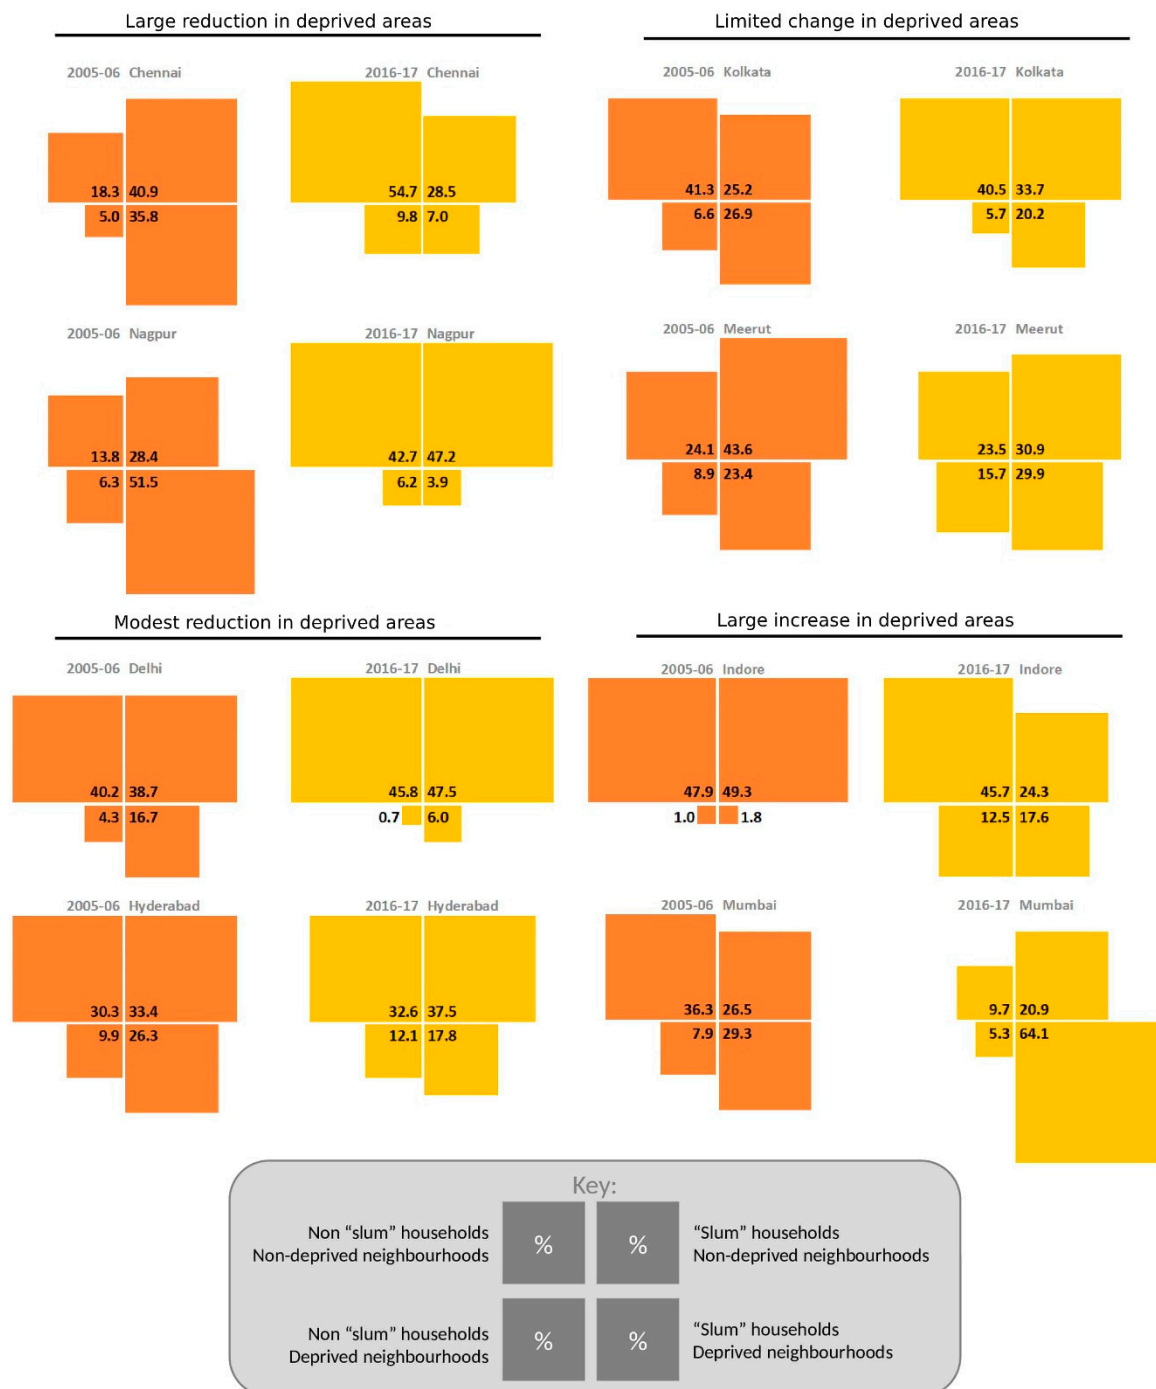 Large reduction in deprived areas
Limited change in deprived areas
2005-06 Chennai
2016-17 Chennai
2005-06 Kolkata
2016-17 Kolkata
18.3 40.9
5.0 35.8
54.7 28.5
9.8 7.0
41.3 25.2
6.6 26.9
40.5 33.7
5.7 20.2
2005-06 Nagpur
2016-17 Nagpur
2005-06 Meerut
2016-17 Meerut
13.8 28.4
6.3 51.5
42.7 47.2
6.2 3.9
24.1 43.6
8.9 23.4
23.5 30.9
15.7 29.9
Modest reduction in deprived areas
Large increase in deprived areas
2005-06 Delhi
2016-17 Delhi
2005-06 Indore
2016-17 Indore
40.2 38.7
4.3 16.7
45.8 47.5
0.7 6.0
47.9 49.3
1.0 1.8
45.7 24.3
12.5 17.6
2005-06 Hyderabad
2016-17 Hyderabad
2005-06 Mumbai
2016-17 Mumbai
30.3 33.4
9.9 26.3
32.6 37.5
12.1 17.8
36.3 26.5
7.9 29.3
9.7 20.9
5.3 64.1
Key:
Non “slum” households
Non-deprived neighbourhoods
%
%
“Slum” households
Non-deprived neighbourhoods
Non “slum” households
Deprived neighbourhoods
%
%
“Slum” households
Deprived neighbourhoods